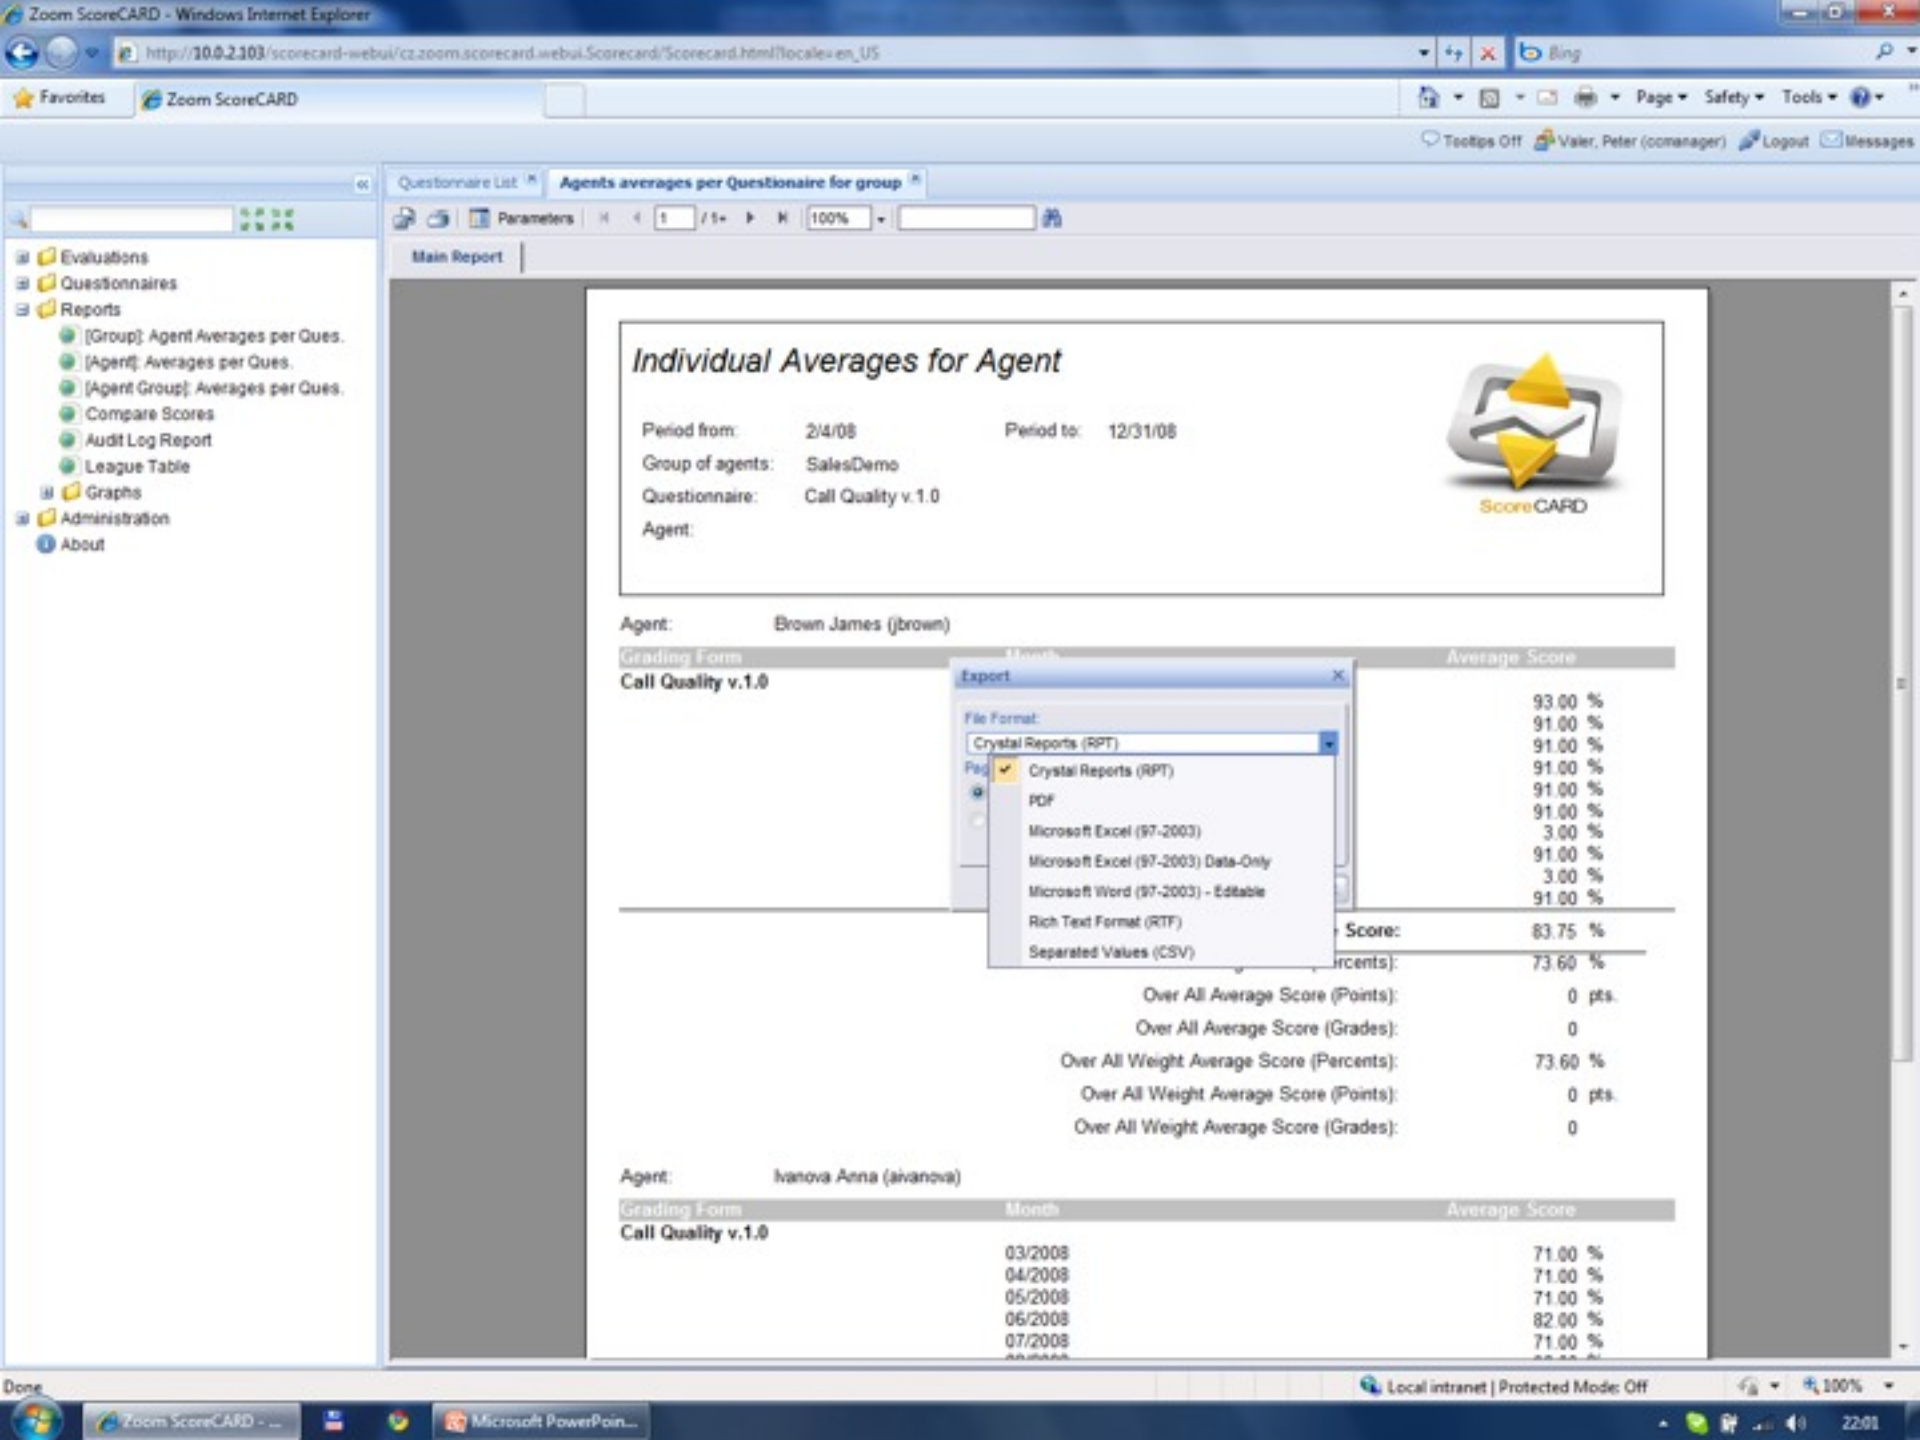 Zoom ScoreCARD - Windows Internet Explorer
http://10.0.2.103/scorecard-webui/cz.zoom.scorecard.webui.Scorecard/Scorecard.html?locale=en_US
Bing
Favorites
Zoom ScoreCARD
Page
Safety
Tools
Tooltips Off
Valer, Peter (ccmanager)
Logout
Messages
Questionnaire List
Agents averages per Questionaire for group
Parameters
1
/ 1+
100%
Main Report
Evaluations
Questionnaires
Reports
[Group]: Agent Averages per Ques.
[Agent]: Averages per Ques.
[Agent Group]: Averages per Ques.
Compare Scores
Audit Log Report
League Table
Graphs
Administration
About
Individual Averages for Agent
Period from: 2/4/08 Period to: 12/31/08
Group of agents: SalesDemo
Questionnaire: Call Quality v.1.0
Agent:
ScoreCARD
Agent: Brown James (jbrown)
Grading Form Month Average Score
Call Quality v.1.0
93.00 %
91.00 %
91.00 %
91.00 %
91.00 %
91.00 %
3.00 %
91.00 %
3.00 %
91.00 %
Export
File Format:
Crystal Reports (RPT)
Crystal Reports (RPT)
PDF
Microsoft Excel (97-2003)
Microsoft Excel (97-2003) Data-Only
Microsoft Word (97-2003) - Editable
Rich Text Format (RTF)
Separated Values (CSV)
Score: 83.75 %
73.60 %
Over All Average Score (Points): 0 pts.
Over All Average Score (Grades): 0
Over All Weight Average Score (Percents): 73.60 %
Over All Weight Average Score (Points): 0 pts.
Over All Weight Average Score (Grades): 0
Agent: Ivanova Anna (aivanova)
Grading Form Month Average Score
Call Quality v.1.0
03/2008 71.00 %
04/2008 71.00 %
05/2008 71.00 %
06/2008 82.00 %
07/2008 71.00 %
Done
Local intranet | Protected Mode: Off
100%
Zoom ScoreCARD - ...
Microsoft PowerPoin...
22:01